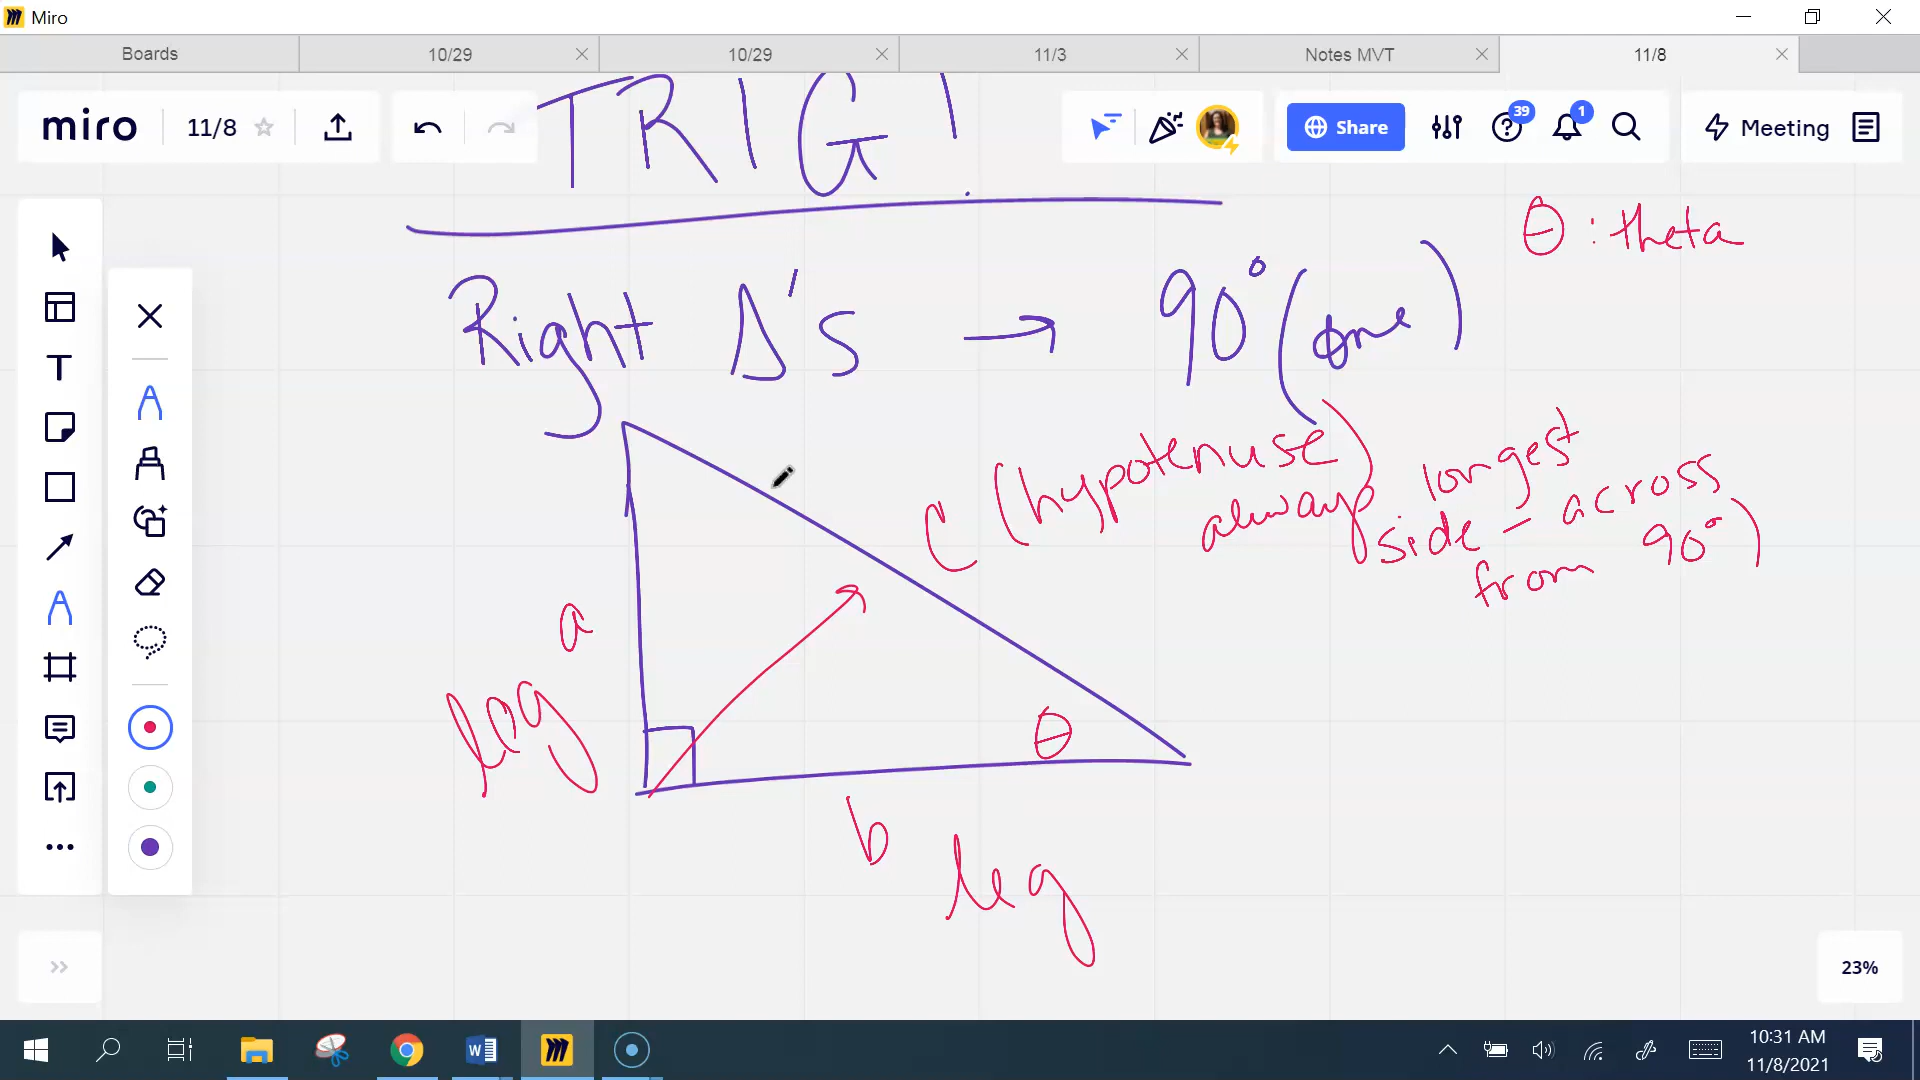 Miro
Boards
10/29
10/29
11/3
Notes MVT
11/8
TRIG!
miro
11/8
Share
39
1
Meeting
θ : theta
Right Δ's → 90° (one)
c (hypotenuse)
always longest
side - across
from 90°)
a
leg
θ
b
leg
T
23%
10:31 AM
11/8/2021